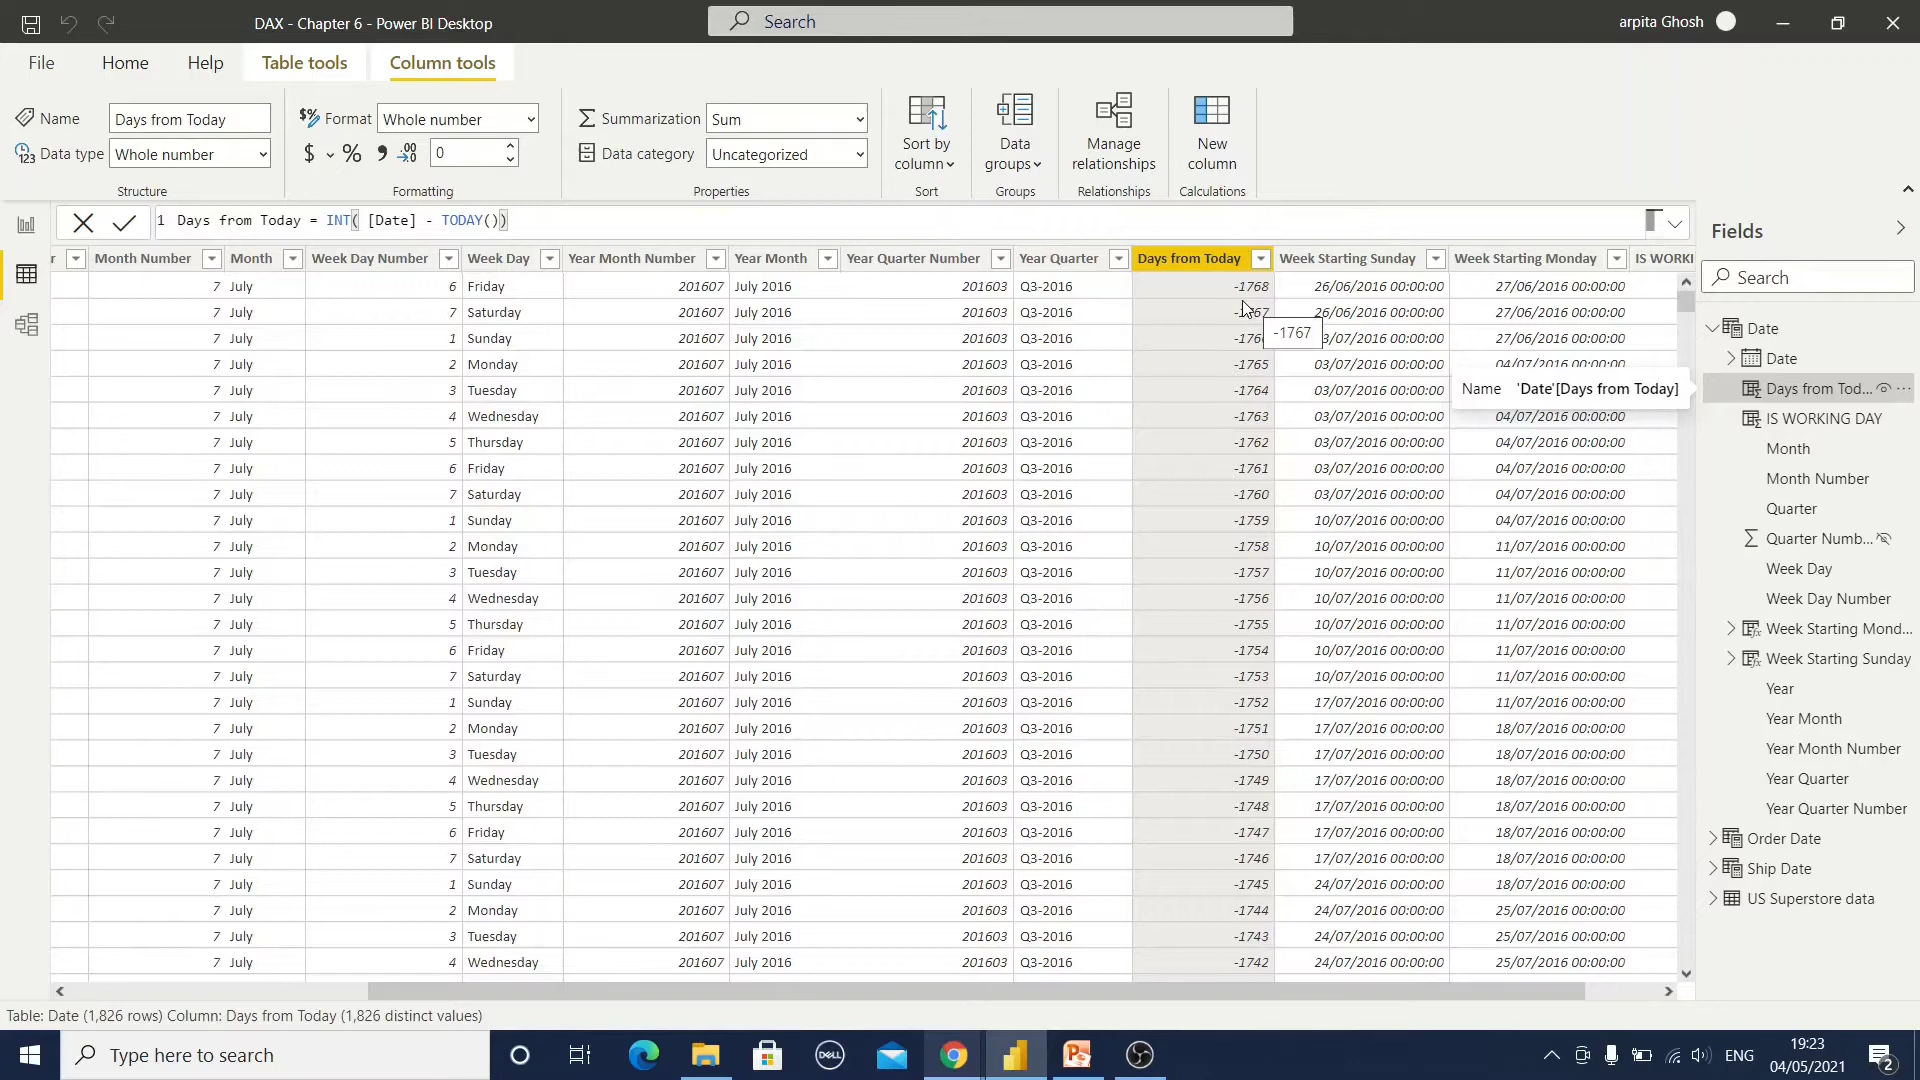 DAX - Chapter 6 - Power BI Desktop
Search
arpita Ghosh
File Home Help Table tools Column tools
Name Days from Today
Data type Whole number
Structure
Format Whole number
$ % 9 .00 0
Formatting
Summarization Sum
Data category Uncategorized
Properties
Sort by column
Sort
Data groups
Groups
Manage relationships
Relationships
New column
Calculations
1 Days from Today = INT( [Date] - TODAY())
r Month Number Month Week Day Number Week Day Year Month Number Year Month Year Quarter Number Year Quarter Days from Today Week Starting Sunday Week Starting Monday IS WORKI
7 July 6 Friday 201607 July 2016 201603 Q3-2016 -1768 26/06/2016 00:00:00 27/06/2016 00:00:00
7 July 7 Saturday 201607 July 2016 201603 Q3-2016 26/06/2016 00:00:00 27/06/2016 00:00:00
-1767
7 July 1 Sunday 201607 July 2016 201603 Q3-2016 3/07/2016 00:00:00 27/06/2016 00:00:00
7 July 2 Monday 201607 July 2016 201603 Q3-2016 -1765 03/07/2016 00:00:00 04/07/2016 00:00:00
7 July 3 Tuesday 201607 July 2016 201603 Q3-2016 -1764 03/07/2016 00:00:00
Name 'Date'[Days from Today]
7 July 4 Wednesday 201607 July 2016 201603 Q3-2016 -1763 03/07/2016 00:00:00 04/07/2016 00:00:00
7 July 5 Thursday 201607 July 2016 201603 Q3-2016 -1762 03/07/2016 00:00:00 04/07/2016 00:00:00
7 July 6 Friday 201607 July 2016 201603 Q3-2016 -1761 03/07/2016 00:00:00 04/07/2016 00:00:00
7 July 7 Saturday 201607 July 2016 201603 Q3-2016 -1760 03/07/2016 00:00:00 04/07/2016 00:00:00
7 July 1 Sunday 201607 July 2016 201603 Q3-2016 -1759 10/07/2016 00:00:00 04/07/2016 00:00:00
7 July 2 Monday 201607 July 2016 201603 Q3-2016 -1758 10/07/2016 00:00:00 11/07/2016 00:00:00
7 July 3 Tuesday 201607 July 2016 201603 Q3-2016 -1757 10/07/2016 00:00:00 11/07/2016 00:00:00
7 July 4 Wednesday 201607 July 2016 201603 Q3-2016 -1756 10/07/2016 00:00:00 11/07/2016 00:00:00
7 July 5 Thursday 201607 July 2016 201603 Q3-2016 -1755 10/07/2016 00:00:00 11/07/2016 00:00:00
7 July 6 Friday 201607 July 2016 201603 Q3-2016 -1754 10/07/2016 00:00:00 11/07/2016 00:00:00
7 July 7 Saturday 201607 July 2016 201603 Q3-2016 -1753 10/07/2016 00:00:00 11/07/2016 00:00:00
7 July 1 Sunday 201607 July 2016 201603 Q3-2016 -1752 17/07/2016 00:00:00 11/07/2016 00:00:00
7 July 2 Monday 201607 July 2016 201603 Q3-2016 -1751 17/07/2016 00:00:00 18/07/2016 00:00:00
7 July 3 Tuesday 201607 July 2016 201603 Q3-2016 -1750 17/07/2016 00:00:00 18/07/2016 00:00:00
7 July 4 Wednesday 201607 July 2016 201603 Q3-2016 -1749 17/07/2016 00:00:00 18/07/2016 00:00:00
7 July 5 Thursday 201607 July 2016 201603 Q3-2016 -1748 17/07/2016 00:00:00 18/07/2016 00:00:00
7 July 6 Friday 201607 July 2016 201603 Q3-2016 -1747 17/07/2016 00:00:00 18/07/2016 00:00:00
7 July 7 Saturday 201607 July 2016 201603 Q3-2016 -1746 17/07/2016 00:00:00 18/07/2016 00:00:00
7 July 1 Sunday 201607 July 2016 201603 Q3-2016 -1745 24/07/2016 00:00:00 18/07/2016 00:00:00
7 July 2 Monday 201607 July 2016 201603 Q3-2016 -1744 24/07/2016 00:00:00 25/07/2016 00:00:00
7 July 3 Tuesday 201607 July 2016 201603 Q3-2016 -1743 24/07/2016 00:00:00 25/07/2016 00:00:00
7 July 4 Wednesday 201607 July 2016 201603 Q3-2016 -1742 24/07/2016 00:00:00 25/07/2016 00:00:00
Fields
Search
Date
Date
Days from Tod...
IS WORKING DAY
Month
Month Number
Quarter
Quarter Numb...
Week Day
Week Day Number
Week Starting Mond...
Week Starting Sunday
Year
Year Month
Year Month Number
Year Quarter
Year Quarter Number
Order Date
Ship Date
US Superstore data
Table: Date (1,826 rows) Column: Days from Today (1,826 distinct values)
Type here to search
DELL
ENG
19:23
04/05/2021
2